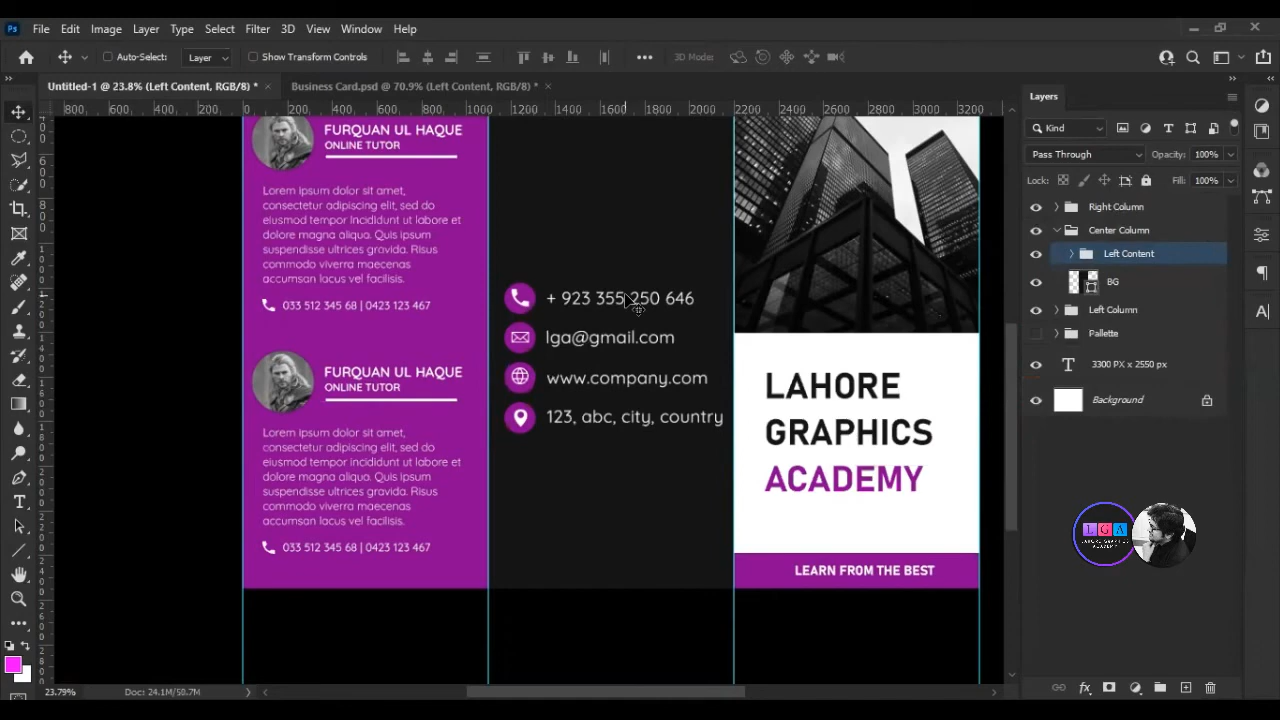 Ps File Edit Image Layer Type Select Filter 3D View Window Help
Auto-Select: Layer Show Transform Controls 3D Mode:
Untitled-1 @ 23.8% (Left Content, RGB/8) * × Business Card.psd @ 70.9% (Left Content, RGB/8) * ×
800 600 400 200 0 200 400 600 800 1000 1200 1400 1600 1800 2000 2200 2400 2600 2800 3000 3200
FURQUAN UL HAQUE
ONLINE TUTOR
Lorem ipsum dolor sit amet,
consectetur adipiscing elit, sed do
eiusmod tempor incididunt ut labore et
dolore magna aliqua. Quis ipsum
suspendisse ultrices gravida. Risus
commodo viverra maecenas
accumsan lacus vel facilisis.
033 512 345 68 | 0423 123 467
FURQUAN UL HAQUE
ONLINE TUTOR
Lorem ipsum dolor sit amet,
consectetur adipiscing elit, sed do
eiusmod tempor incididunt ut labore et
dolore magna aliqua. Quis ipsum
suspendisse ultrices gravida. Risus
commodo viverra maecenas
accumsan lacus vel facilisis.
033 512 345 68 | 0423 123 467
+ 923 355 250 646
lga@gmail.com
www.company.com
123, abc, city, country
LAHORE
GRAPHICS
ACADEMY
LEARN FROM THE BEST
Layers
Kind
Pass Through Opacity: 100%
Lock: Fill: 100%
Right Column
Center Column
Left Content
BG
Left Column
Pallette
3300 PX x 2550 px
Background
LGA
LAHORE GRAPHIC
ACADEMY
23.79% Doc: 24.1M/58.7M